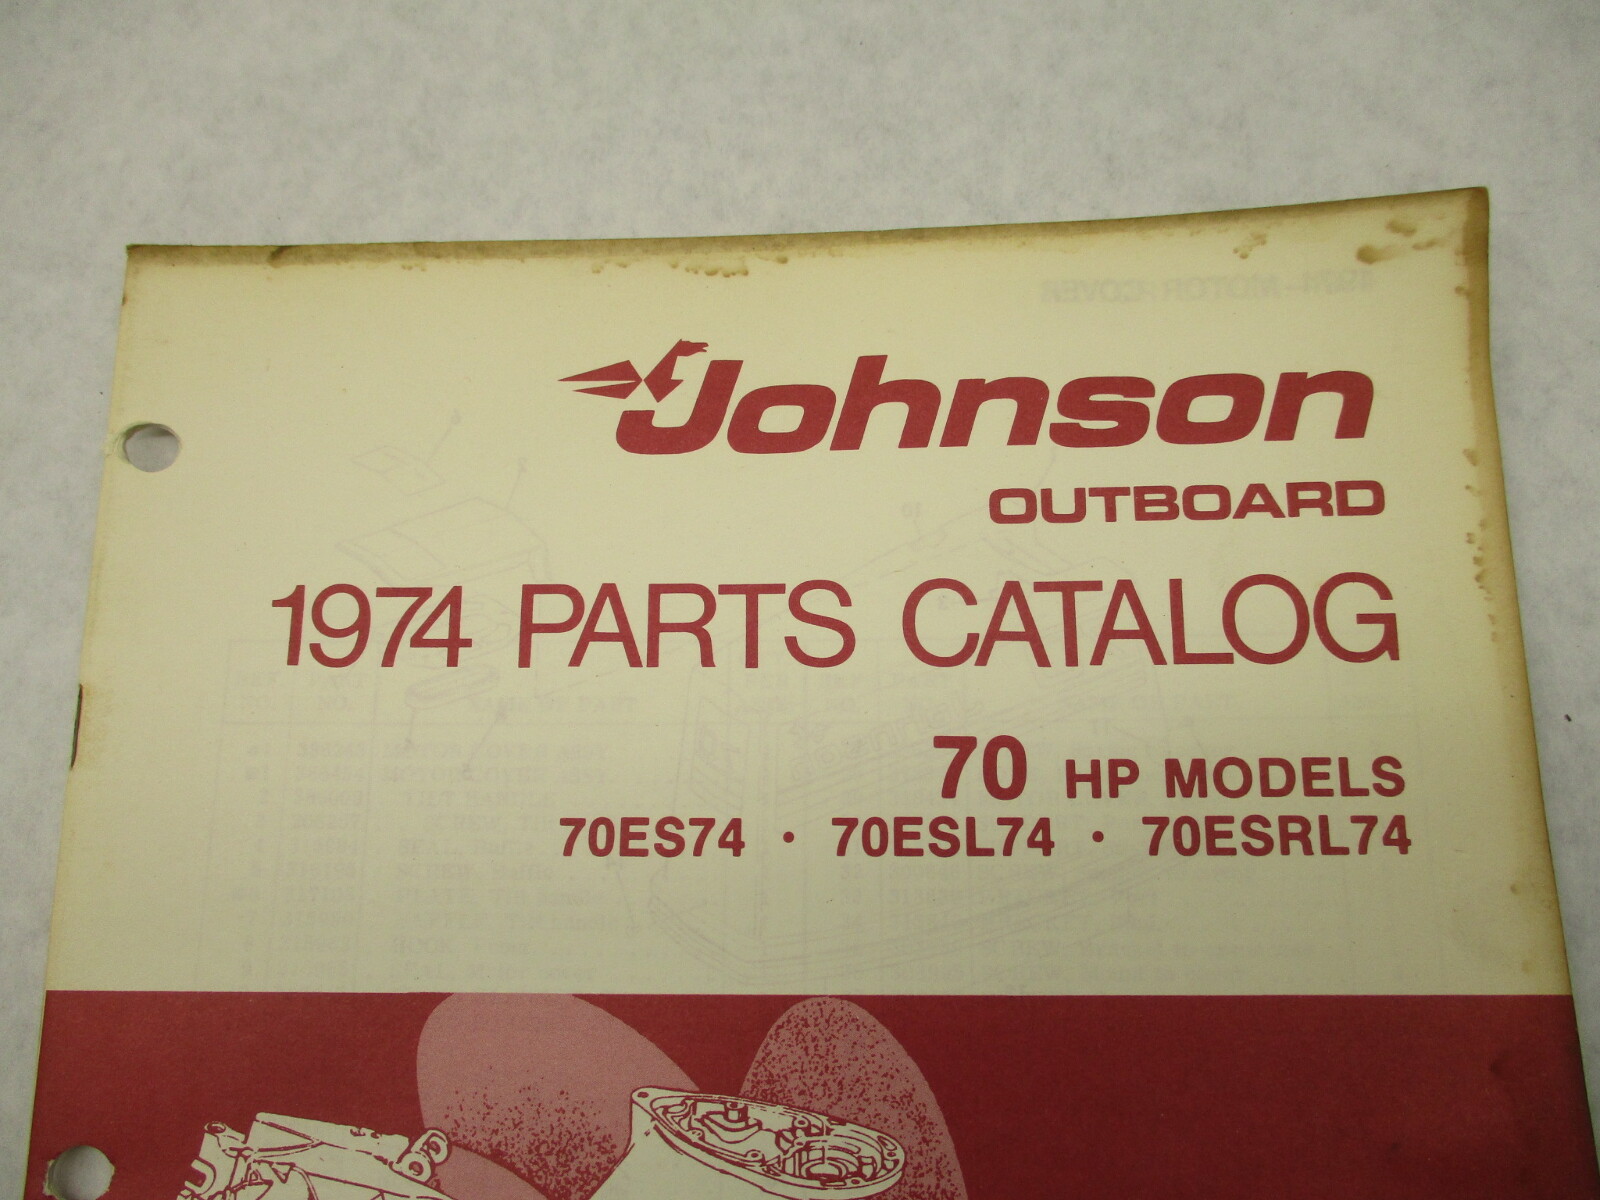 Johnson
OUTBOARD
1974 PARTS CATALOG
70 HP MODELS
70ES74 • 70ESL74 • 70ESRL74